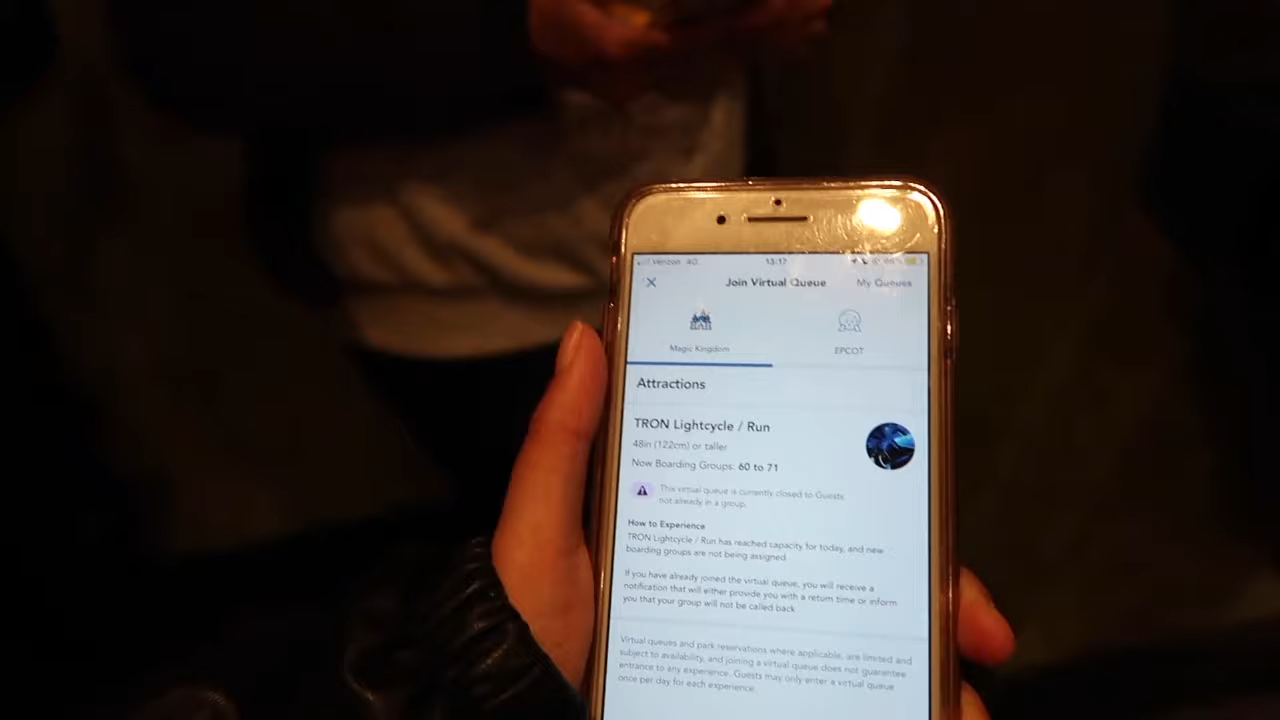 Verizon 4G 13:17
Join Virtual Queue My Queues
Magic Kingdom EPCOT
Attractions
TRON Lightcycle / Run
48in (122cm) or taller
Now Boarding Groups: 60 to 71
This virtual queue is currently closed to Guests
not already in a group.
How to Experience
TRON Lightcycle / Run has reached capacity for today, and new
boarding groups are not being assigned.
If you have already joined the virtual queue, you will receive a
notification that will either provide you with a return time or inform
you that your group will not be called back.
Virtual queues and park reservations where applicable, are limited and
subject to availability, and joining a virtual queue does not guarantee
entrance to any experience. Guests may only enter a virtual queue
once per day for each experience.